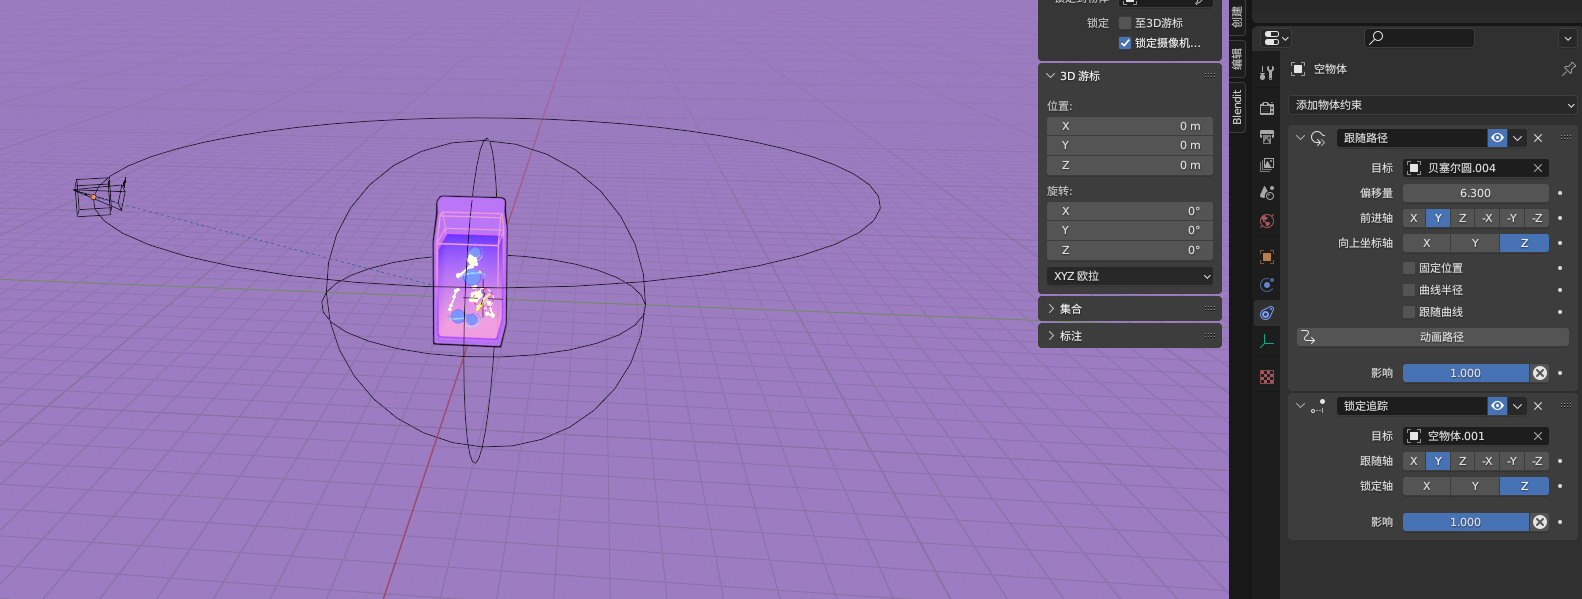 锁定到物体
锁定 至3D游标
锁定摄像机...
3D 游标
位置:
X 0 m
Y 0 m
Z 0 m
旋转:
X 0°
Y 0°
Z 0°
XYZ 欧拉
集合
标注
创建
编辑
Blendit
空物体
添加物体约束
跟随路径
目标 贝塞尔圆.004
偏移量 6.300
前进轴 X Y Z -X -Y -Z
向上坐标轴 X Y Z
固定位置
曲线半径
跟随曲线
动画路径
影响 1.000
锁定追踪
目标 空物体.001
跟随轴 X Y Z -X -Y -Z
锁定轴 X Y Z
影响 1.000